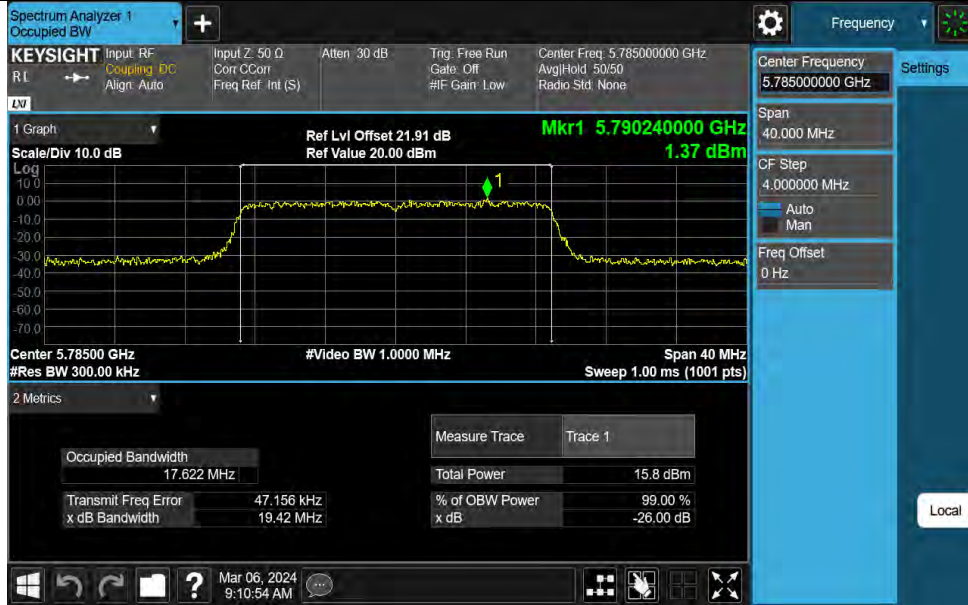 Spectrum Analyzer 1
Occupied BW
+
Frequency
KEYSIGHT
Input: RF
Coupling: DC
Align: Auto
RL
LXI
Input Z: 50 Ω
Corr CCorr
Freq Ref: Int (S)
Atten: 30 dB
Trig: Free Run
Gate: Off
#IF Gain: Low
Center Freq: 5.785000000 GHz
Avg|Hold: 50/50
Radio Std: None
1 Graph
Scale/Div 10.0 dB
Ref Lvl Offset 21.91 dB
Ref Value 20.00 dBm
Mkr1 5.790240000 GHz
1.37 dBm
Log
10.0
0.00
-10.0
-20.0
-30.0
-40.0
-50.0
-60.0
-70.0
1
Center 5.78500 GHz
#Res BW 300.00 kHz
#Video BW 1.0000 MHz
Span 40 MHz
Sweep 1.00 ms (1001 pts)
2 Metrics
Occupied Bandwidth
17.622 MHz
Transmit Freq Error 47.156 kHz
x dB Bandwidth 19.42 MHz
Measure Trace Trace 1
Total Power 15.8 dBm
% of OBW Power 99.00 %
x dB -26.00 dB
Center Frequency
5.785000000 GHz
Span
40.000 MHz
CF Step
4.000000 MHz
Auto
Man
Freq Offset
0 Hz
Settings
Local
?
Mar 06, 2024
9:10:54 AM